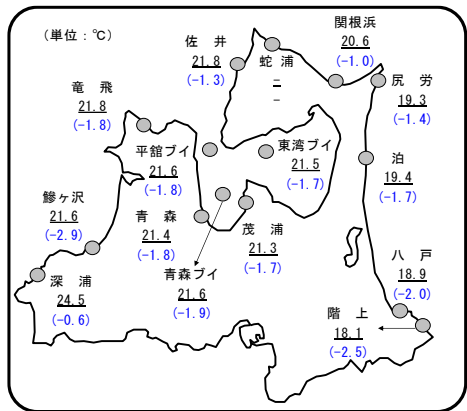 (単位：℃)
関根浜
20.6
(-1.0)
佐井
21.8
(-1.3)
蛇浦
－
－
尻労
19.3
(-1.4)
竜飛
21.8
(-1.8)
平舘ブイ
21.6
(-1.8)
東湾ブイ
21.5
(-1.7)
泊
19.4
(-1.7)
鰺ヶ沢
21.6
(-2.9)
青森
21.4
(-1.8)
茂浦
21.3
(-1.7)
青森ブイ
21.6
(-1.9)
八戸
18.9
(-2.0)
深浦
24.5
(-0.6)
階上
18.1
(-2.5)